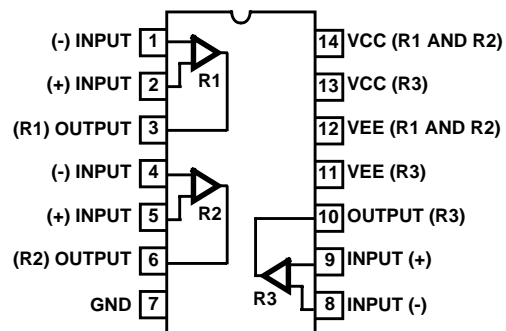 (-) INPUT 1 14 VCC (R1 AND R2)
(+) INPUT 2 R1 13 VCC (R3)
(R1) OUTPUT 3 12 VEE (R1 AND R2)
(-) INPUT 4 11 VEE (R3)
(+) INPUT 5 R2 10 OUTPUT (R3)
(R2) OUTPUT 6 9 INPUT (+)
GND 7 R3 8 INPUT (-)